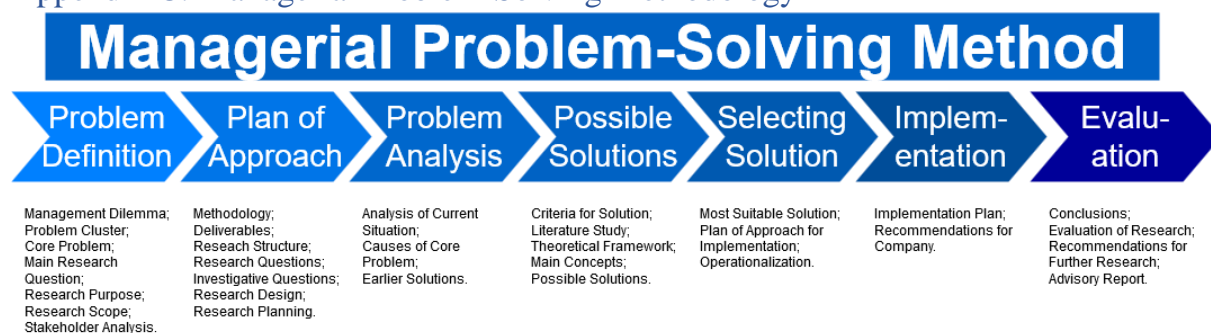 Managerial Problem-Solving Method
Problem
Definition
Plan of
Approach
Problem
Analysis
Possible
Solutions
Selecting
Solution
Implem-
entation
Evalu-
ation
Management Dilemma;
Problem Cluster;
Core Problem;
Main Research
Question;
Research Purpose;
Research Scope;
Stakeholder Analysis.
Methodology;
Deliverables;
Reseach Structure;
Research Questions;
Investigative Questions;
Research Design;
Research Planning.
Analysis of Current
Situation;
Causes of Core
Problem;
Earlier Solutions.
Criteria for Solution;
Literature Study;
Theoretical Framework;
Main Concepts;
Possible Solutions.
Most Suitable Solution;
Plan of Approach for
Implementation;
Operationalization.
Implementation Plan;
Recommendations for
Company.
Conclusions;
Evaluation of Research;
Recommendations for
Further Research;
Advisory Report.